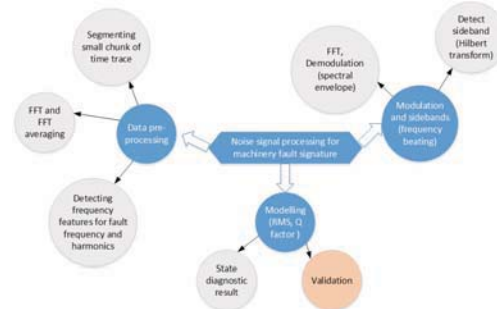 Segmenting
small chunk of
time trace
FFT and
FFT
averaging
Data pre-
processing
Detecting
frequency
features for fault
frequency and
harmonics
Noise signal processing for
machinery fault signature
Modelling
(RMS, Q
factor )
State
diagnostic
result
Validation
FFT,
Demodulation
(spectral
envelope)
Modulation
and sidebands
(frequency
beating)
Detect
sideband
(Hilbert
transform)